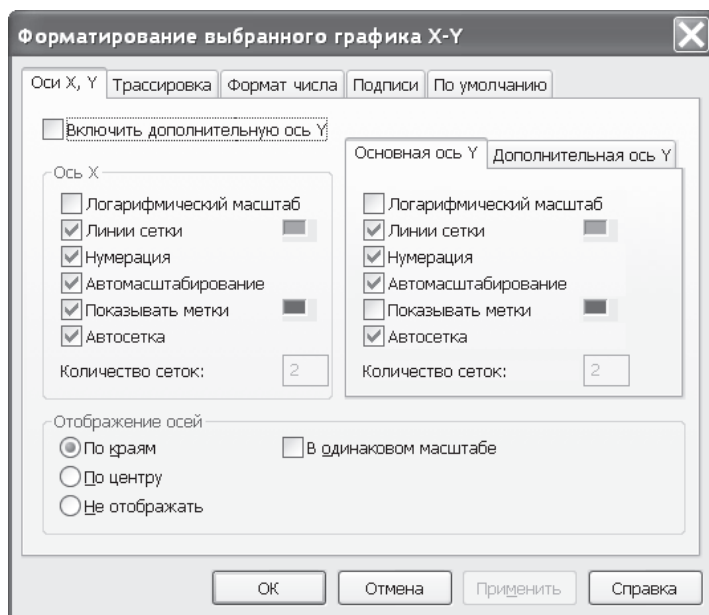 Форматирование выбранного графика X-Y
Оси X, Y
Трассировка
Формат числа
Подписи
По умолчанию
Включить дополнительную ось Y
Ось X
Логарифмический масштаб
Линии сетки
Нумерация
Автомасштабирование
Показывать метки
Автосетка
Количество сеток:
2
Основная ось Y
Дополнительная ось Y
Логарифмический масштаб
Линии сетки
Нумерация
Автомасштабирование
Показывать метки
Автосетка
Количество сеток:
2
Отображение осей
По краям
В одинаковом масштабе
По центру
Не отображать
ОК
Отмена
Применить
Справка